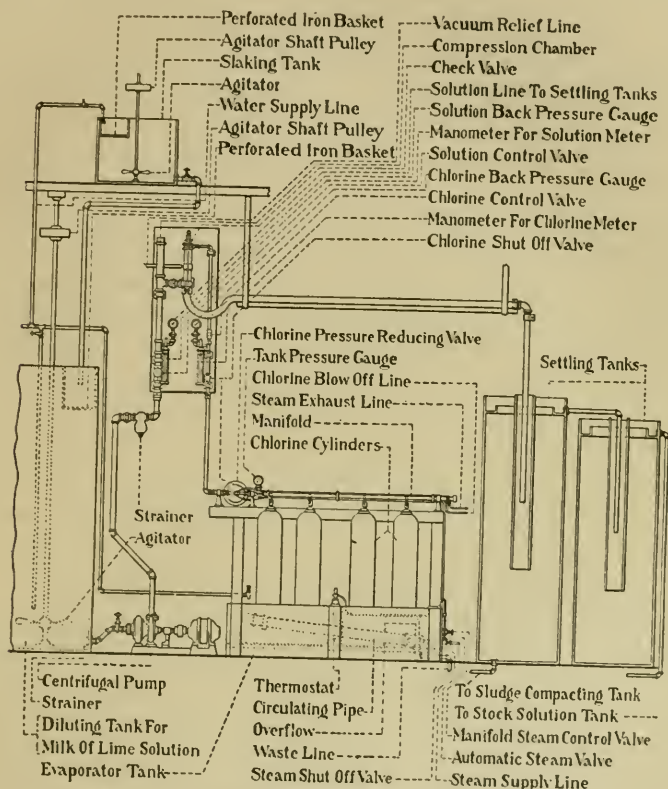 Perforated Iron Basket
Agitator Shaft Pulley
Slaking Tank
Agitator
Water Supply Line
Agitator Shaft Pulley
Perforated Iron Basket
Vacuum Relief Line
Compression Chamber
Check Valve
Solution Line To Settling Tanks
Solution Back Pressure Gauge
Manometer For Solution Meter
Solution Control Valve
Chlorine Back Pressure Gauge
Chlorine Control Valve
Manometer For Chlorine Meter
Chlorine Shut Off Valve
Chlorine Pressure Reducing Valve
Tank Pressure Gauge
Chlorine Blow Off Line
Steam Exhaust Line
Manifold
Chlorine Cylinders
Settling Tanks
Strainer
Agitator
Centrifugal Pump
Strainer
Diluting Tank For
Milk Of Lime Solution
Evaporator Tank
Thermostat
Circulating Pipe
Overflow
Waste Line
Steam Shut Off Valve
To Sludge Compacting Tank
To Stock Solution Tank
Manifold Steam Control Valve
Automatic Steam Valve
Steam Supply Line